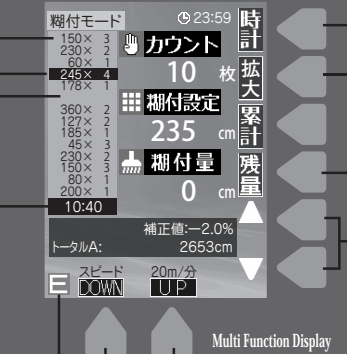 糊付モード
23:59
時計
150× 3
230× 2
60× 1
245× 4
178× 1
360× 2
127× 2
185× 1
45× 3
230× 2
150× 3
80× 1
200× 1
10:40
カウント
10 枚
拡大
糊付設定
235 cm
累計
糊付量
0 cm
残量
補正値:−2.0%
トータルA: 2653cm
E
スピード
DOWN
20m/分
UP
Multi Function Display